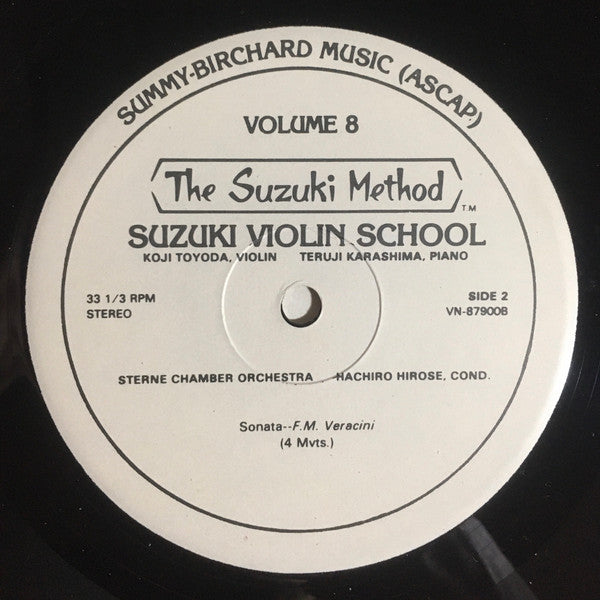 SUMMY-BIRCHARD MUSIC (ASCAP)
VOLUME 8
The Suzuki Method
TM
SUZUKI VIOLIN SCHOOL
KOJI TOYODA, VIOLIN TERUJI KARASHIMA, PIANO
33 1/3 RPM SIDE 2
STEREO VN-87900B
STERNE CHAMBER ORCHESTRA HACHIRO HIROSE, COND.
Sonata--F.M. Veracini
(4 Mvts.)